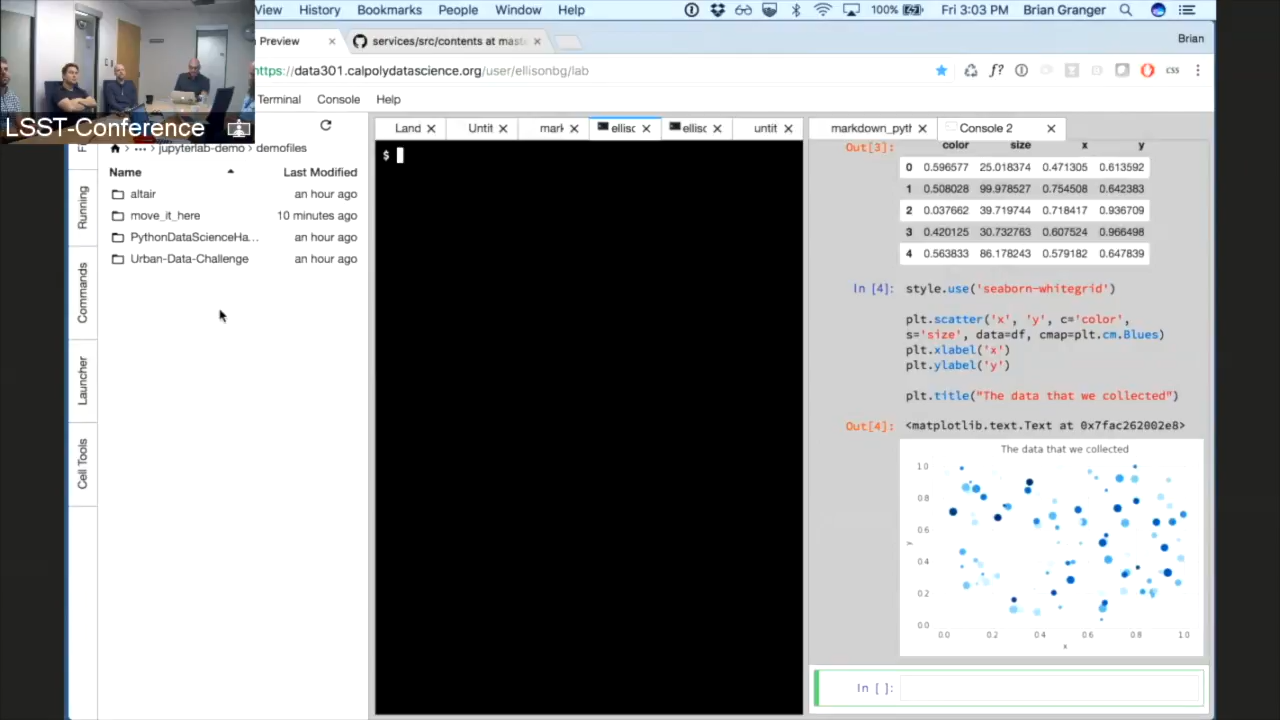 View History Bookmarks People Window Help 100% Fri 3:03 PM Brian Granger
Preview services/src/contents at mast Brian
https://data301.calpolydatascience.org/user/ellisonbg/lab f? css
Terminal Console Help
LSST-Conference
jupyterlab-demo demofiles
Name Last Modified
altair an hour ago
move_it_here 10 minutes ago
PythonDataScienceHa... an hour ago
Urban-Data-Challenge an hour ago
Running
Commands
Launcher
Cell Tools
Land Untit mark ellisc ellisc untit
$
markdown_pyth Console 2
Out[3]: color size x y
0 0.596577 25.018374 0.471305 0.613592
1 0.508028 99.978527 0.754508 0.642383
2 0.037662 39.719744 0.718417 0.936709
3 0.420125 30.732763 0.607524 0.966498
4 0.563833 86.178243 0.579182 0.647839
In [4]: style.use('seaborn-whitegrid')
plt.scatter('x', 'y', c='color',
s='size', data=df, cmap=plt.cm.Blues)
plt.xlabel('x')
plt.ylabel('y')
plt.title("The data that we collected")
Out[4]: <matplotlib.text.Text at 0x7fac262002e8>
The data that we collected
1.0
0.8
0.6
y
0.4
0.2
0.0
0.0 0.2 0.4 0.6 0.8 1.0
x
In [ ]: